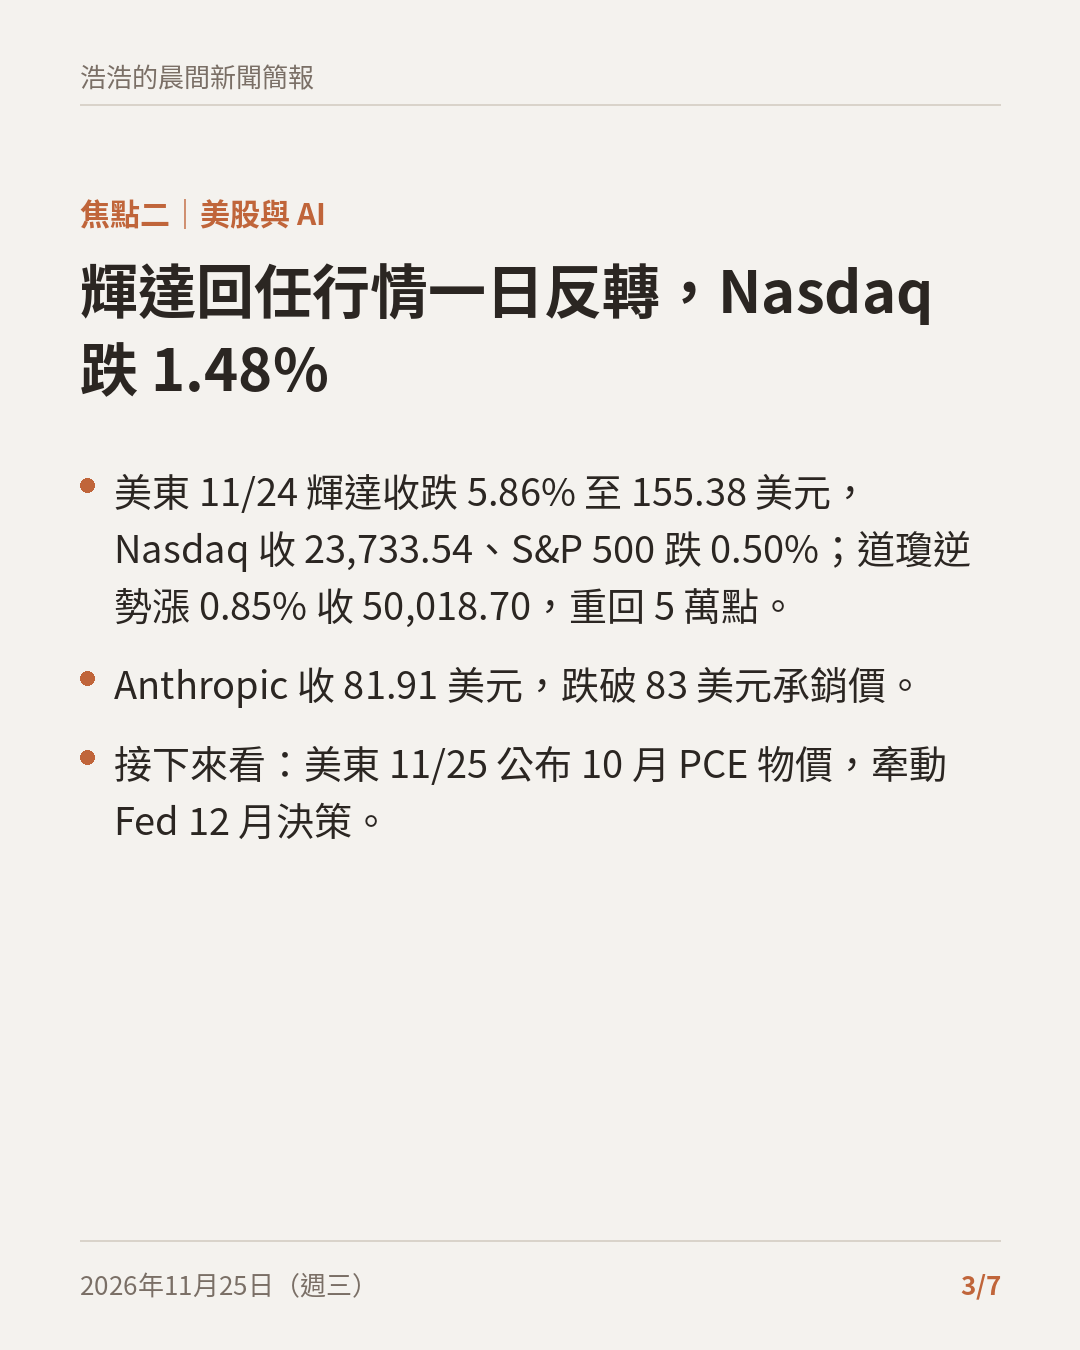 浩浩的晨間新聞簡報
焦點二｜美股與 AI
輝達回任行情一日反轉，Nasdaq
跌 1.48%
美東 11/24 輝達收跌 5.86% 至 155.38 美元，
Nasdaq 收 23,733.54、S&P 500 跌 0.50%；道瓊逆
勢漲 0.85% 收 50,018.70，重回 5 萬點。
Anthropic 收 81.91 美元，跌破 83 美元承銷價。
接下來看：美東 11/25 公布 10 月 PCE 物價，牽動
Fed 12 月決策。
2026年11月25日（週三）
3/7